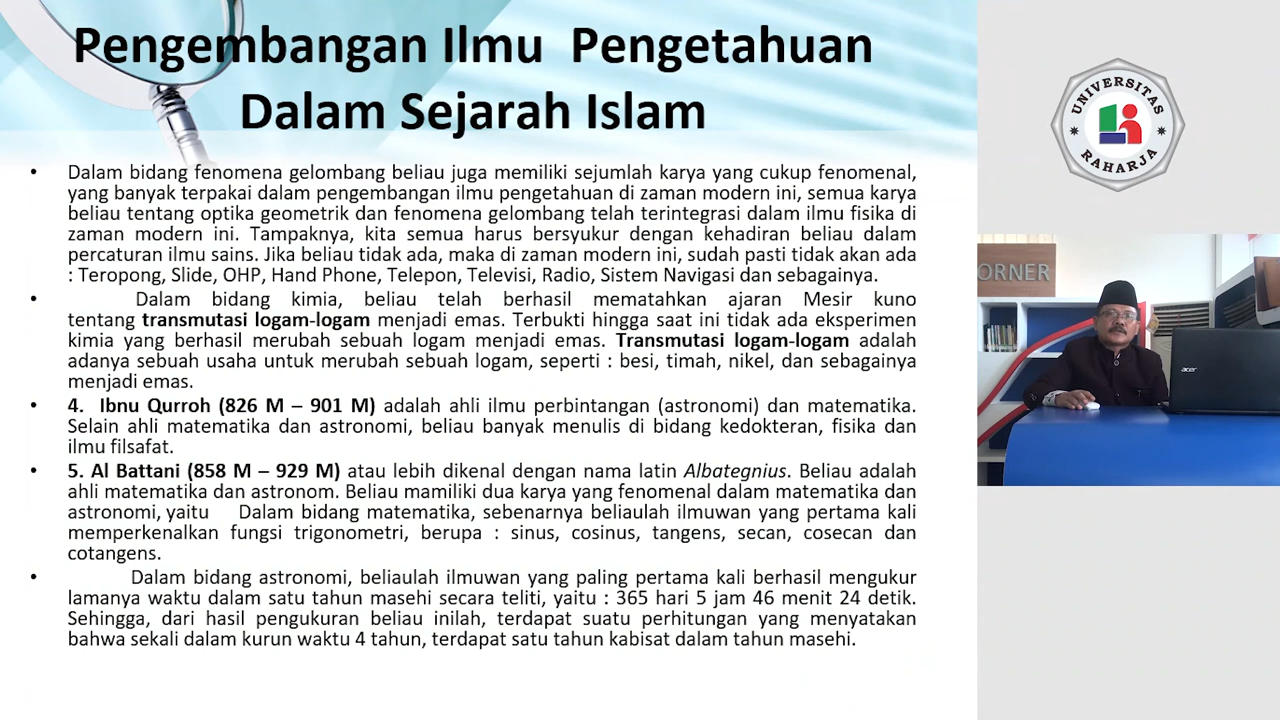 Pengembangan Ilmu Pengetahuan
Dalam Sejarah Islam
• Dalam bidang fenomena gelombang beliau juga memiliki sejumlah karya yang cukup fenomenal,
yang banyak terpakai dalam pengembangan ilmu pengetahuan di zaman modern ini, semua karya
beliau tentang optika geometrik dan fenomena gelombang telah terintegrasi dalam ilmu fisika di
zaman modern ini. Tampaknya, kita semua harus bersyukur dengan kehadiran beliau dalam
percaturan ilmu sains. Jika beliau tidak ada, maka di zaman modern ini, sudah pasti tidak akan ada
: Teropong, Slide, OHP, Hand Phone, Telepon, Televisi, Radio, Sistem Navigasi dan sebagainya.
• Dalam bidang kimia, beliau telah berhasil mematahkan ajaran Mesir kuno
tentang transmutasi logam-logam menjadi emas. Terbukti hingga saat ini tidak ada eksperimen
kimia yang berhasil merubah sebuah logam menjadi emas. Transmutasi logam-logam adalah
adanya sebuah usaha untuk merubah sebuah logam, seperti : besi, timah, nikel, dan sebagainya
menjadi emas.
• 4. Ibnu Qurroh (826 M – 901 M) adalah ahli ilmu perbintangan (astronomi) dan matematika.
Selain ahli matematika dan astronomi, beliau banyak menulis di bidang kedokteran, fisika dan
ilmu filsafat.
• 5. Al Battani (858 M – 929 M) atau lebih dikenal dengan nama latin Albategnius. Beliau adalah
ahli matematika dan astronom. Beliau mamiliki dua karya yang fenomenal dalam matematika dan
astronomi, yaitu Dalam bidang matematika, sebenarnya beliaulah ilmuwan yang pertama kali
memperkenalkan fungsi trigonometri, berupa : sinus, cosinus, tangens, secan, cosecan dan
cotangens.
• Dalam bidang astronomi, beliaulah ilmuwan yang paling pertama kali berhasil mengukur
lamanya waktu dalam satu tahun masehi secara teliti, yaitu : 365 hari 5 jam 46 menit 24 detik.
Sehingga, dari hasil pengukuran beliau inilah, terdapat suatu perhitungan yang menyatakan
bahwa sekali dalam kurun waktu 4 tahun, terdapat satu tahun kabisat dalam tahun masehi.
UNIVERSITAS
RAHARJA
ORNER
acer